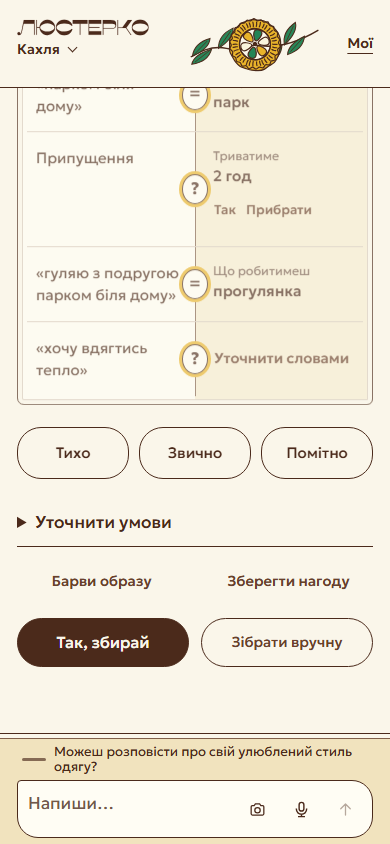 ЛЮСТЕРКО
Кахля
Мої
дому»
парк
Припущення
Триватиме
2 год
Так Прибрати
«гуляю з подругою
парком біля дому»
Що робитимеш
прогулянка
«хочу вдягтись
тепло»
Уточнити словами
Тихо
Звично
Помітно
Уточнити умови
Барви образу
Зберегти нагоду
Так, збирай
Зібрати вручну
Можеш розповісти про свій улюблений стиль
одягу?
Напиши...